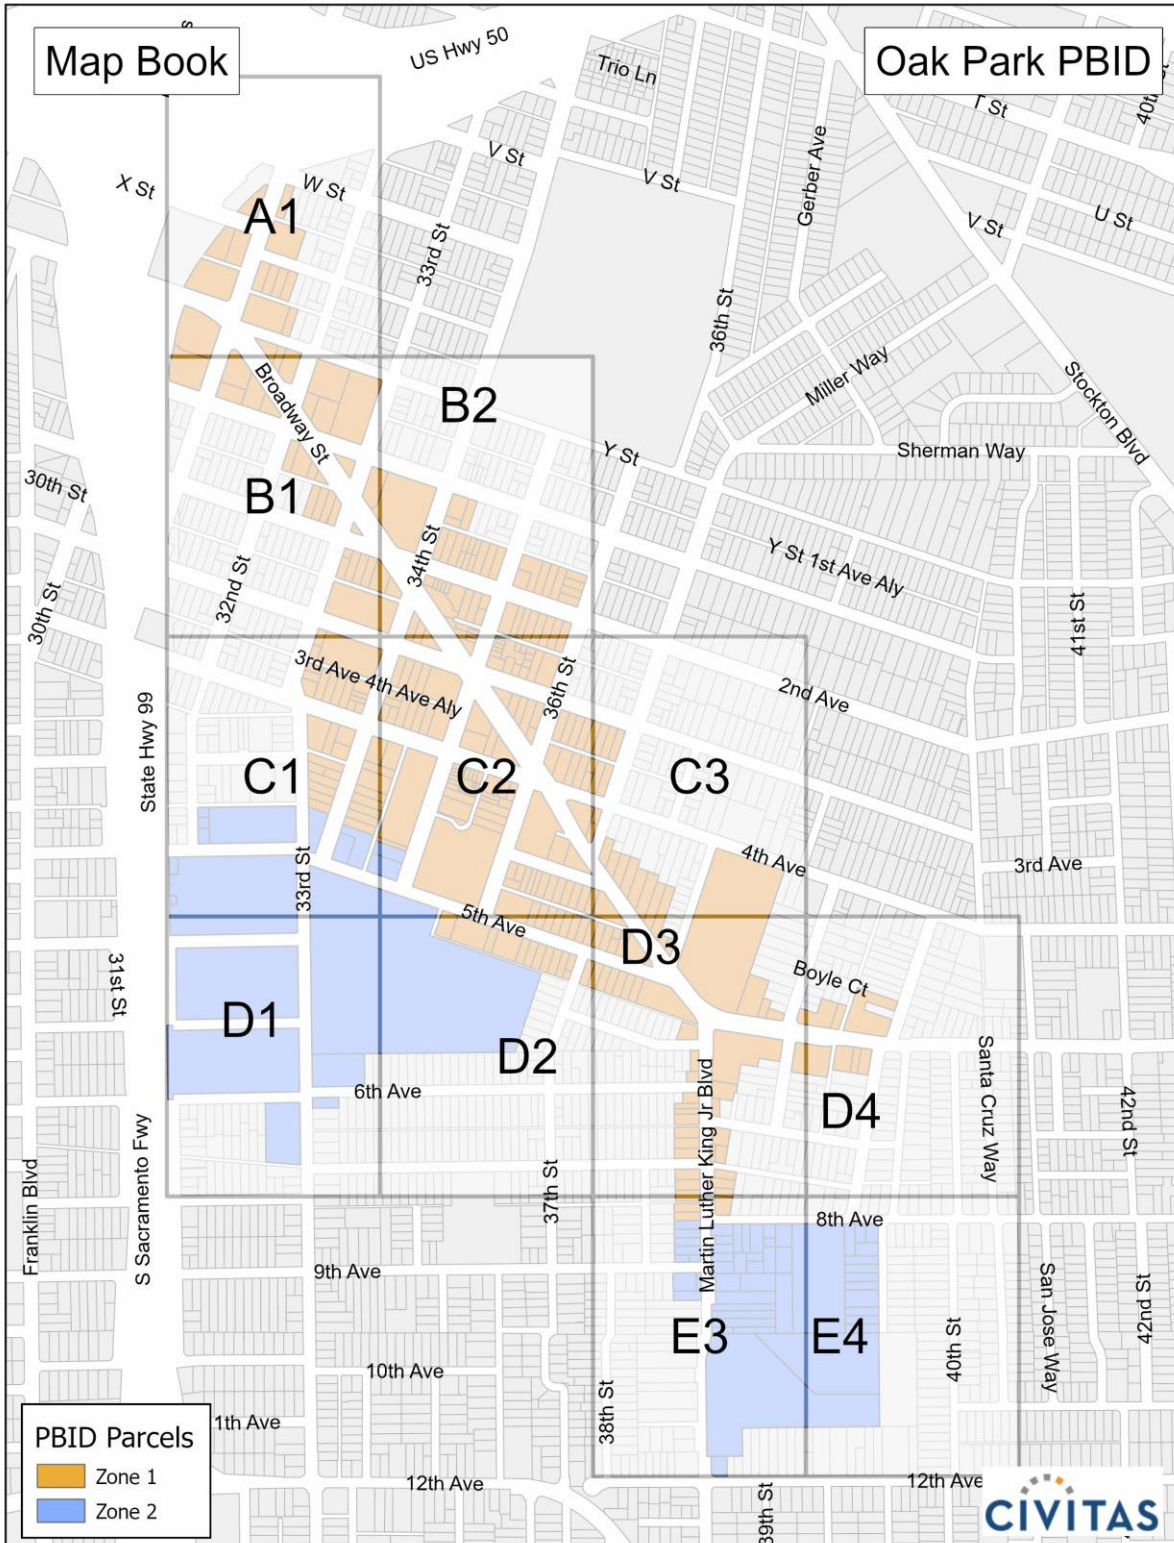 Map Book
US Hwy 50
Oak Park PBID
Trio Ln
T St
40th St
X St
W St
V St
V St
Gerber Ave
U St
V St
A1
33rd St
36th St
Miller Way
Stockton Blvd
Broadway St
B2
Sherman Way
30th St
B1
Y St
34th St
Y St 1st Ave Aly
30th St
32nd St
41st St
3rd Ave 4th Ave Aly
36th St
2nd Ave
State Hwy 99
C1
C2
C3
33rd St
4th Ave
3rd Ave
5th Ave
D3
31st St
Boyle Ct
D1
D2
Santa Cruz Way
6th Ave
D4
42nd St
Franklin Blvd
S Sacramento Fwy
37th St
Martin Luther King Jr Blvd
8th Ave
9th Ave
San Jose Way
42nd St
E3
E4
40th St
10th Ave
38th St
1th Ave
PBID Parcels
Zone 1
Zone 2
12th Ave
39th St
12th Ave
CIVITAS